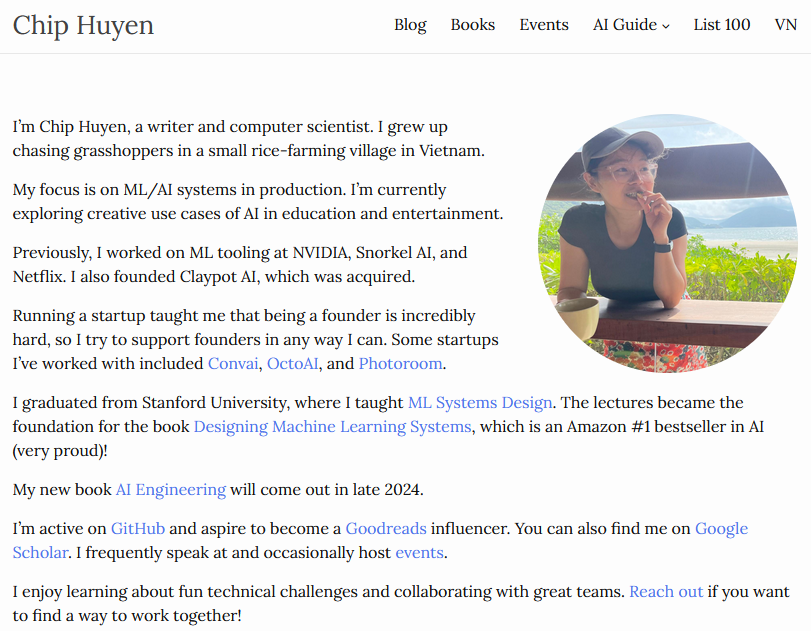 Chip Huyen
Blog Books Events AI Guide List 100 VN
I’m Chip Huyen, a writer and computer scientist. I grew up
chasing grasshoppers in a small rice-farming village in Vietnam.
My focus is on ML/AI systems in production. I’m currently
exploring creative use cases of AI in education and entertainment.
Previously, I worked on ML tooling at NVIDIA, Snorkel AI, and
Netflix. I also founded Claypot AI, which was acquired.
Running a startup taught me that being a founder is incredibly
hard, so I try to support founders in any way I can. Some startups
I’ve worked with included Convai, OctoAI, and Photoroom.
I graduated from Stanford University, where I taught ML Systems Design. The lectures became the
foundation for the book Designing Machine Learning Systems, which is an Amazon #1 bestseller in AI
(very proud)!
My new book AI Engineering will come out in late 2024.
I’m active on GitHub and aspire to become a Goodreads influencer. You can also find me on Google
Scholar. I frequently speak at and occasionally host events.
I enjoy learning about fun technical challenges and collaborating with great teams. Reach out if you want
to find a way to work together!